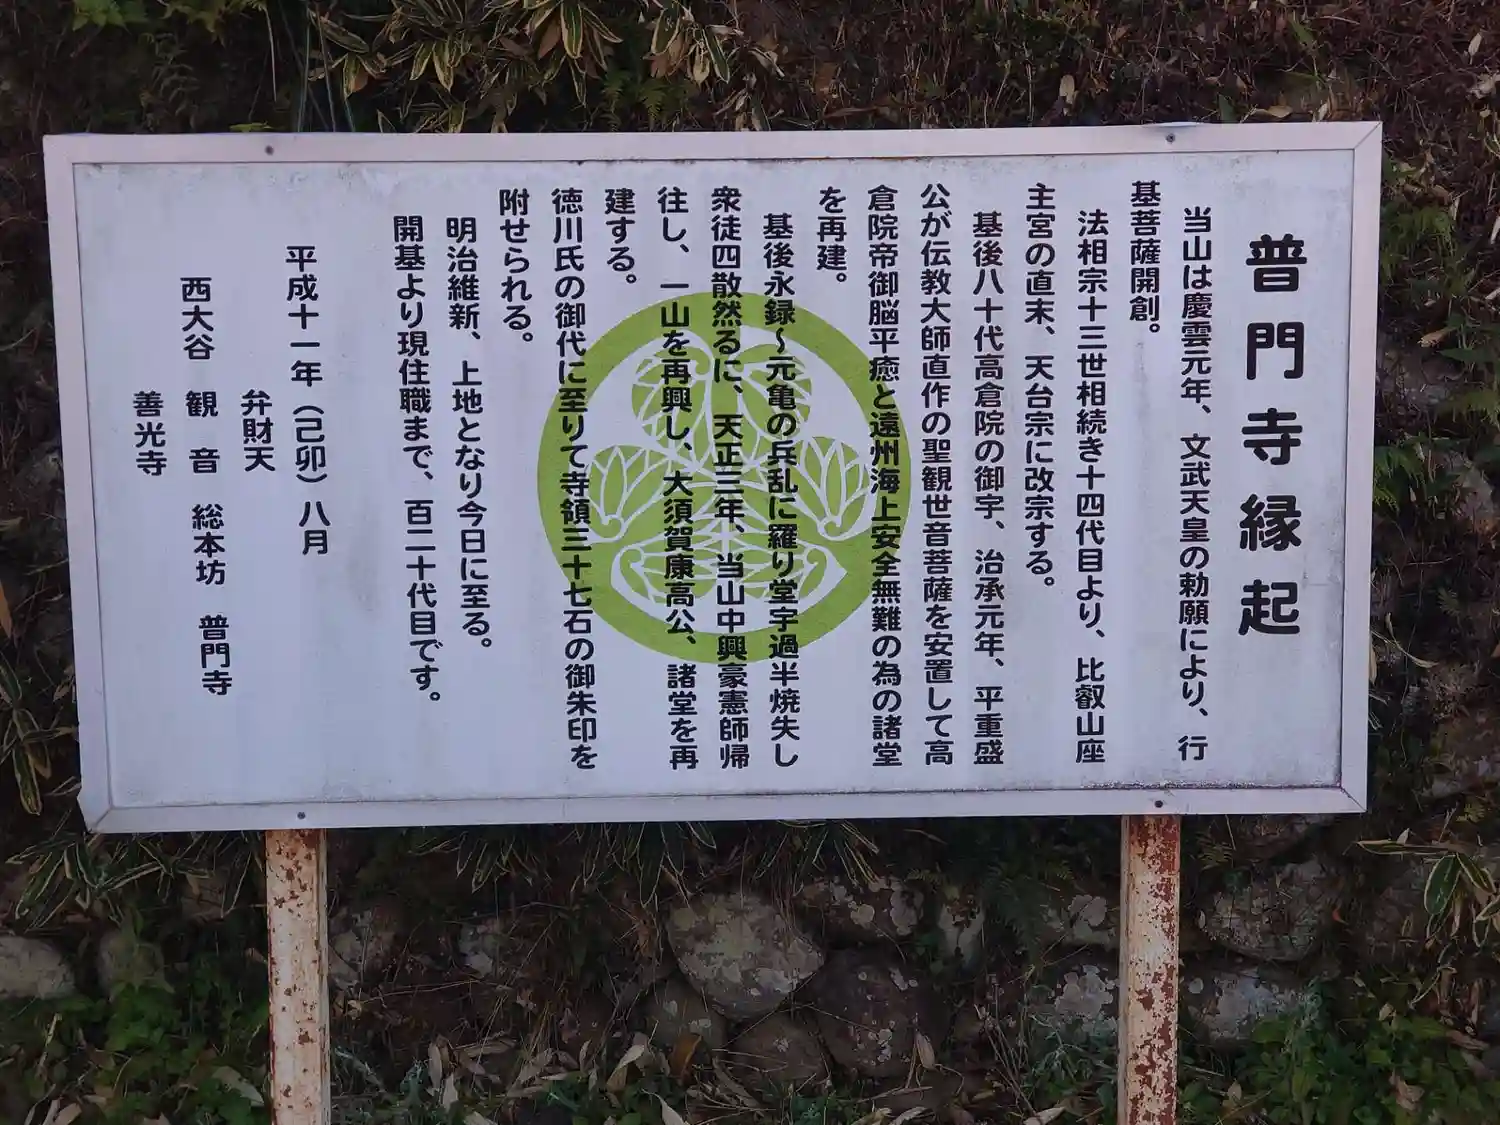 普門寺縁起
当山は慶雲元年、文武天皇の勅願により、行
基菩薩開創。
法相宗十三世相続き十四代目より、比叡山座
主宮の直末、天台宗に改宗する。
基後八十代高倉院の御宇、治承元年、平重盛
公が伝教大師直作の聖観世音菩薩を安置して高
倉院帝御脳平癒と遠州海上安全無難の為の諸堂
を再建。
基後永録〜元亀の兵乱に羅り堂宇過半焼失し
衆徒四散然るに、天正三年、当山中興豪憲師帰
往し、一山を再興し、大須賀康高公、諸堂を再
建する。
徳川氏の御代に至りて寺領三十七石の御朱印を
附せられる。
明治維新、上地となり今日に至る。
開基より現住職まで、百二十代目です。
平成十一年（己卯）八月
弁財天
西大谷 観音 総本坊 普門寺
善光寺